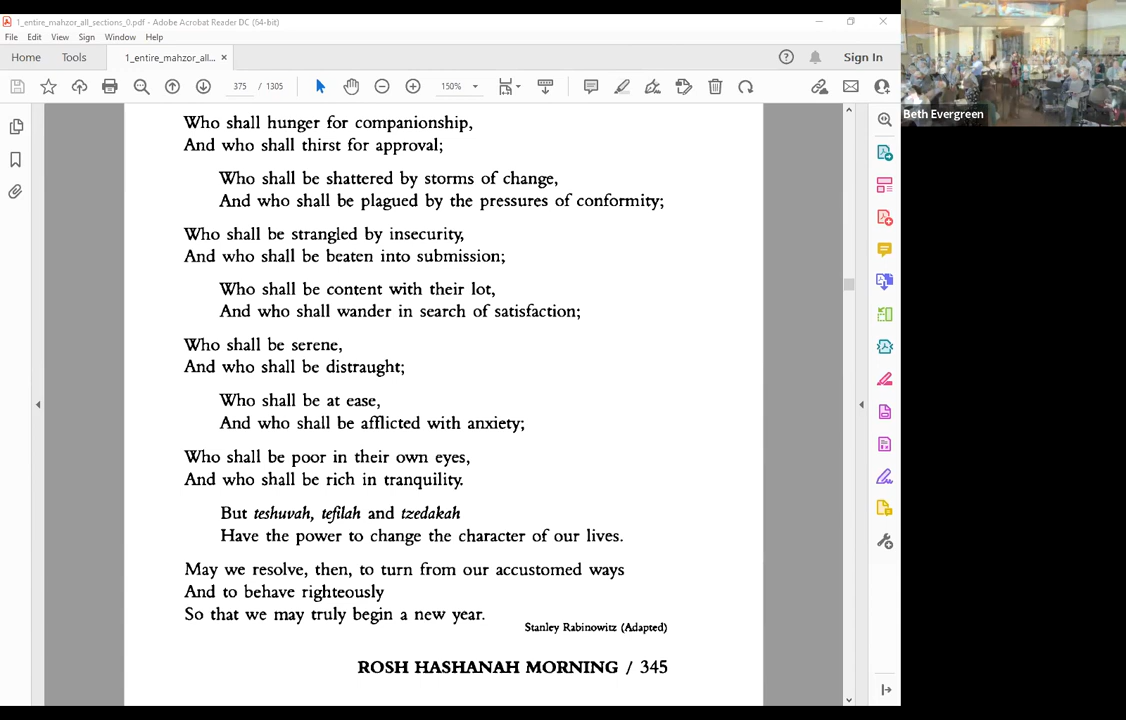 1_entire_mahzor_all_sections_0.pdf - Adobe Acrobat Reader DC (64-bit)
File Edit View Sign Window Help
Home Tools 1_entire_mahzor_all... × Sign In
375 / 1305 150%
Beth Evergreen
Who shall hunger for companionship,
And who shall thirst for approval;
Who shall be shattered by storms of change,
And who shall be plagued by the pressures of conformity;
Who shall be strangled by insecurity,
And who shall be beaten into submission;
Who shall be content with their lot,
And who shall wander in search of satisfaction;
Who shall be serene,
And who shall be distraught;
Who shall be at ease,
And who shall be afflicted with anxiety;
Who shall be poor in their own eyes,
And who shall be rich in tranquility.
But teshuvah, tefilah and tzedakah
Have the power to change the character of our lives.
May we resolve, then, to turn from our accustomed ways
And to behave righteously
So that we may truly begin a new year.
Stanley Rabinowitz (Adapted)
ROSH HASHANAH MORNING / 345